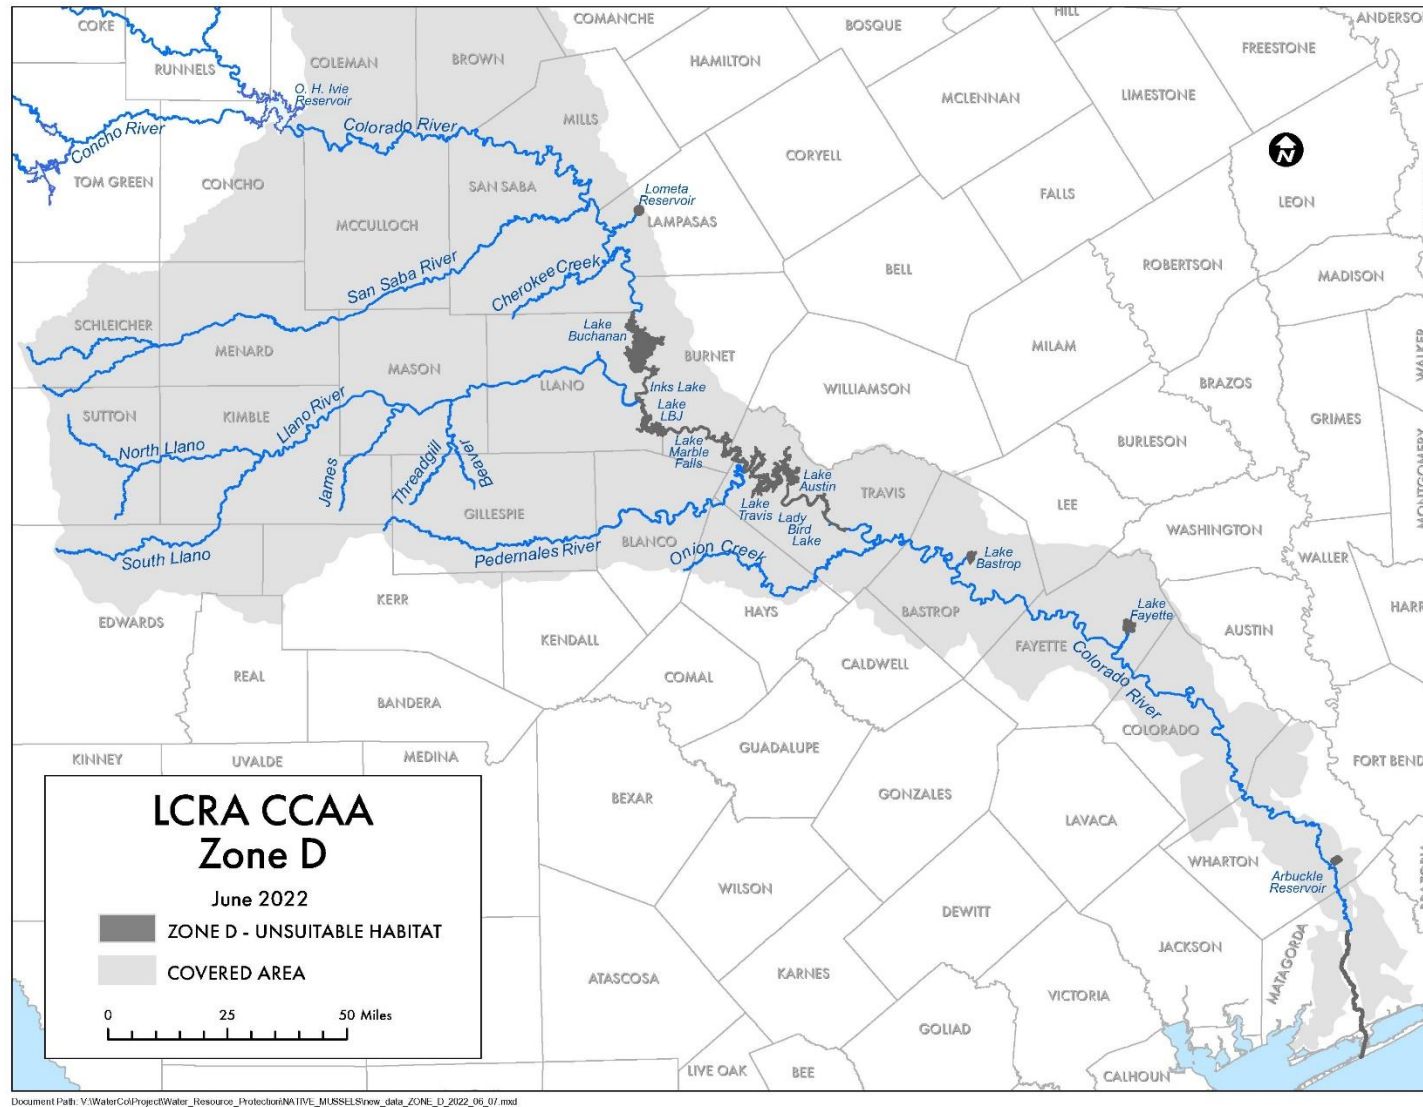 COKE
RUNNELS
COLEMAN
BROWN
COMANCHE
HAMILTON
BOSQUE
FREESTONE
LIMESTONE
MCLENNAN
O. H. Ivie
Reservoir
Concho River
Colorado River
MILLS
CORYELL
FALLS
LEON
N
TOM GREEN
CONCHO
SAN SABA
MCCULLOCH
Lometa
Reservoir
LAMPASAS
BELL
ROBERTSON
MADISON
San Saba River
Cherokee Creek
SCHLEICHER
MENARD
MASON
Lake
Buchanan
BURNET
MILAM
WILLIAMSON
BRAZOS
GRIMES
WALKER
SUTTON
KIMBLE
Llano River
LLANO
Inks Lake
Lake
LBJ
Lake
Marble
Falls
BURLESON
MONTGOMERY
North Llano
James
Threadgill
Beaver
GILLESPIE
Lake
Austin
TRAVIS
Lake
Travis
Lady
Bird
Lake
LEE
WASHINGTON
WALLER
South Llano
Pedernales River
BLANCO
Onion Creek
Lake
Bastrop
EDWARDS
KERR
KENDALL
HAYS
BASTROP
Lake
Fayette
AUSTIN
HARR
REAL
COMAL
CALDWELL
FAYETTE
Colorado River
BANDERA
COLORADO
KINNEY
UVALDE
MEDINA
GUADALUPE
FORT BEND
BEXAR
GONZALES
LAVACA
WHARTON
Arbuckle
Reservoir
WILSON
DEWITT
JACKSON
MATAGORDA
ATASCOSA
KARNES
VICTORIA
GOLIAD
LIVE OAK
BEE
CALHOUN
HILL
ANDERSO
LCRA CCAA
Zone D
June 2022
ZONE D - UNSUITABLE HABITAT
COVERED AREA
0 25 50 Miles
Document Path: V:\WaterCo\Project\Water_Resource_Protection\NATIVE_MUSSELS\new_data_ZONE_D_2022_06_07.mxd